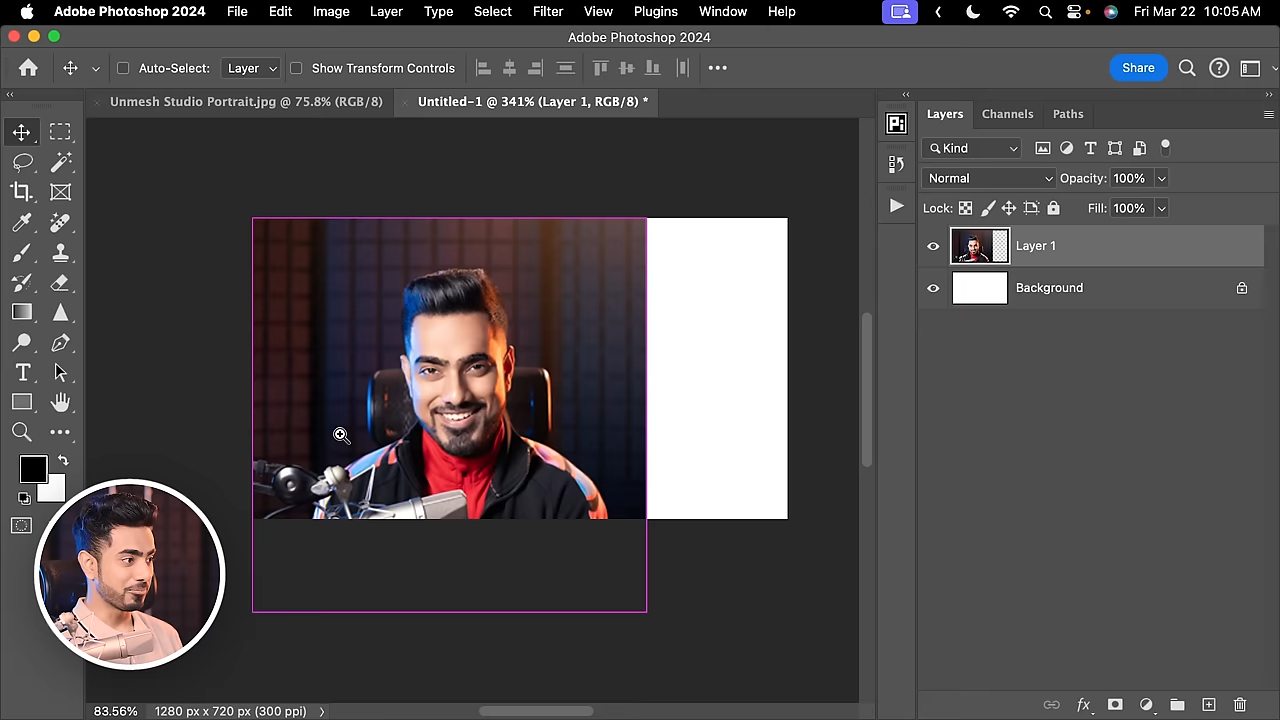 Adobe Photoshop 2024 File Edit Image Layer Type Select Filter View Plugins Window Help Fri Mar 22 10:05 AM
Adobe Photoshop 2024
Auto-Select: Layer Show Transform Controls Share
Unmesh Studio Portrait.jpg @ 75.8% (RGB/8) Untitled-1 @ 341% (Layer 1, RGB/8) *
Layers Channels Paths
Kind
Normal Opacity: 100%
Lock: Fill: 100%
Layer 1
Background
83.56% 1280 px x 720 px (300 ppi)